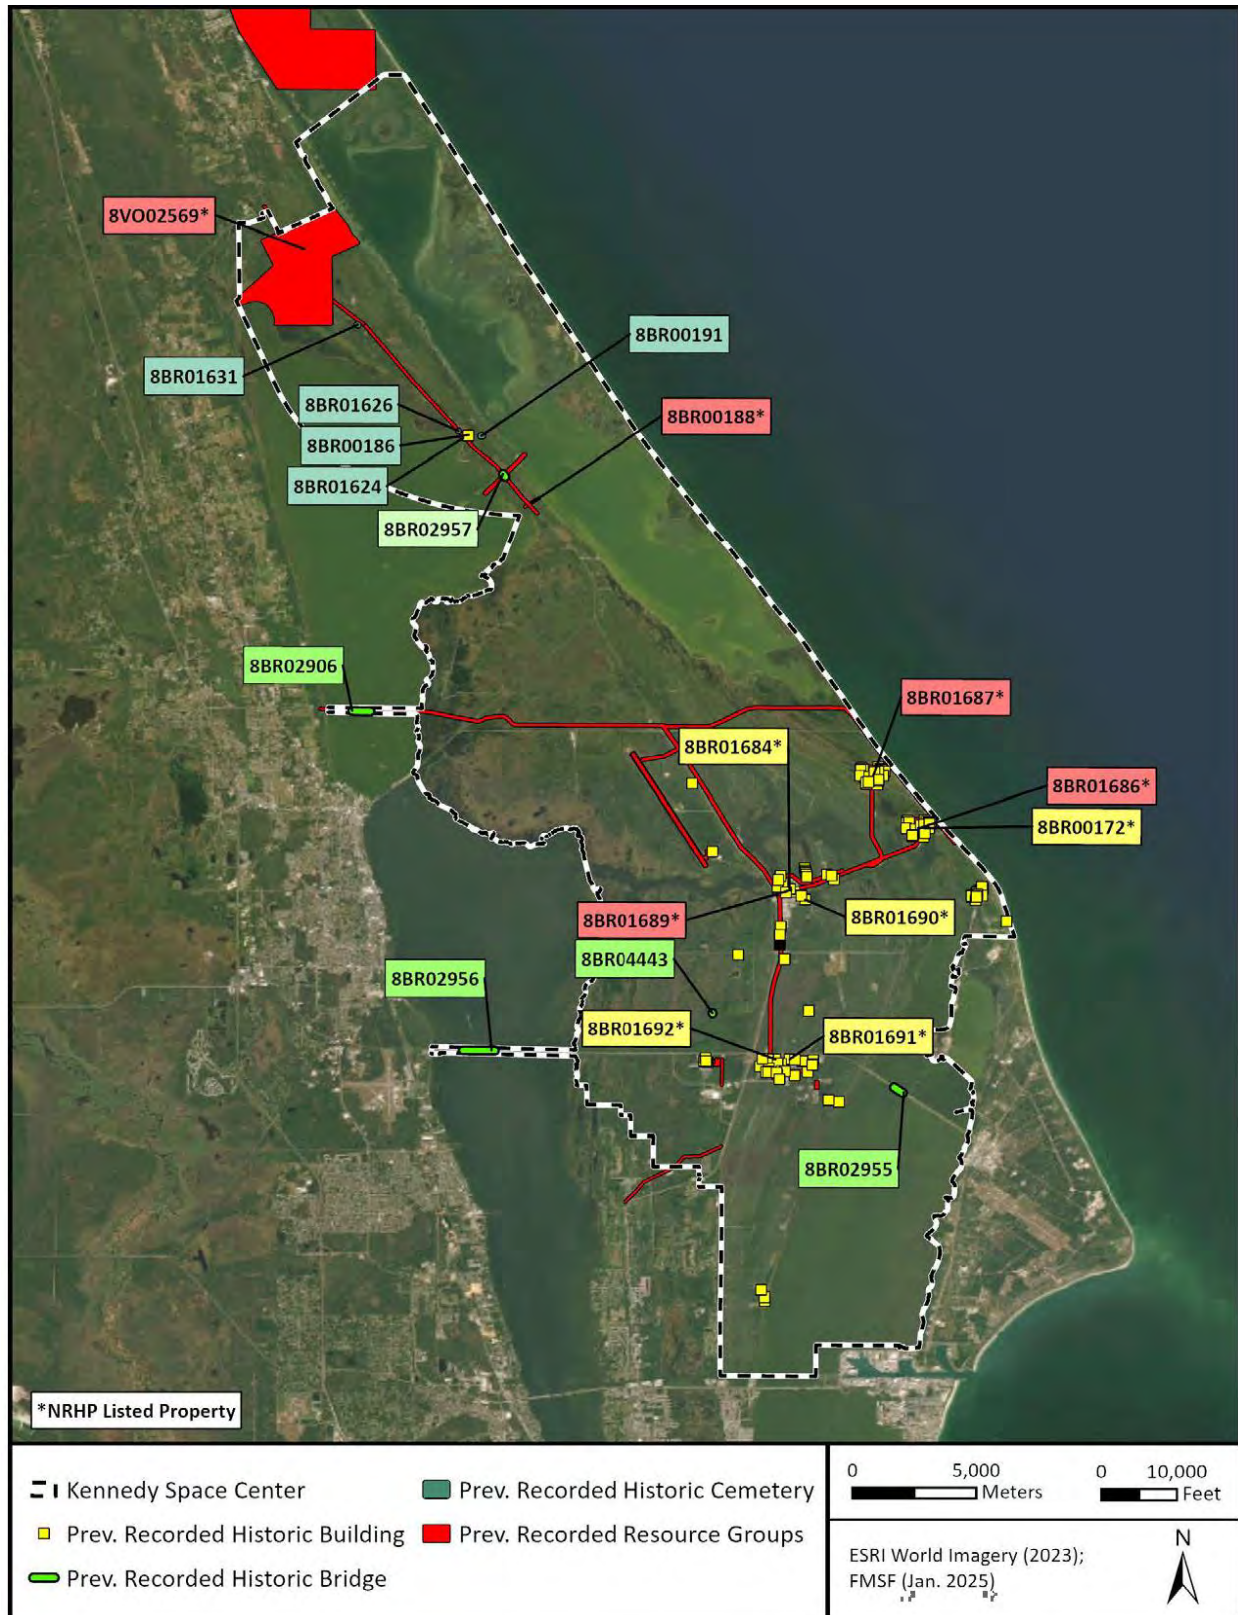 8VO02569*
8BR00191
8BR01631
8BR01626
8BR00188*
8BR00186
8BR01624
8BR02957
8BR02906
8BR01687*
8BR01684*
8BR01686*
8BR00172*
8BR01689*
8BR01690*
8BR04443
8BR02956
8BR01692*
8BR01691*
8BR02955
*NRHP Listed Property
Kennedy Space Center
Prev. Recorded Historic Building
Prev. Recorded Historic Bridge
Prev. Recorded Historic Cemetery
Prev. Recorded Resource Groups
0 5,000 0 10,000
Meters Feet
ESRI World Imagery (2023);
FMSF (Jan. 2025)
N